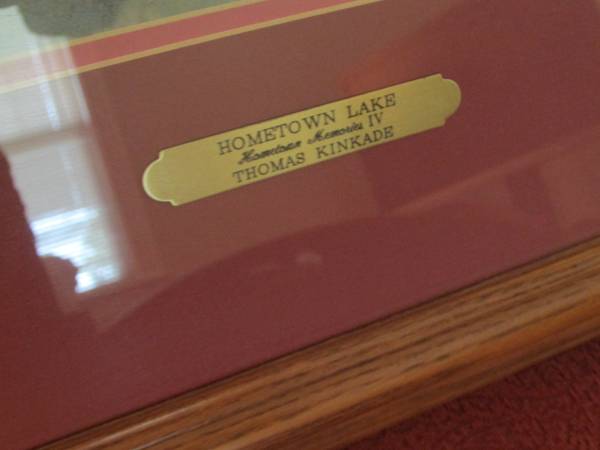 HOMETOWN LAKE
Hometown Memories IV
THOMAS KINKADE